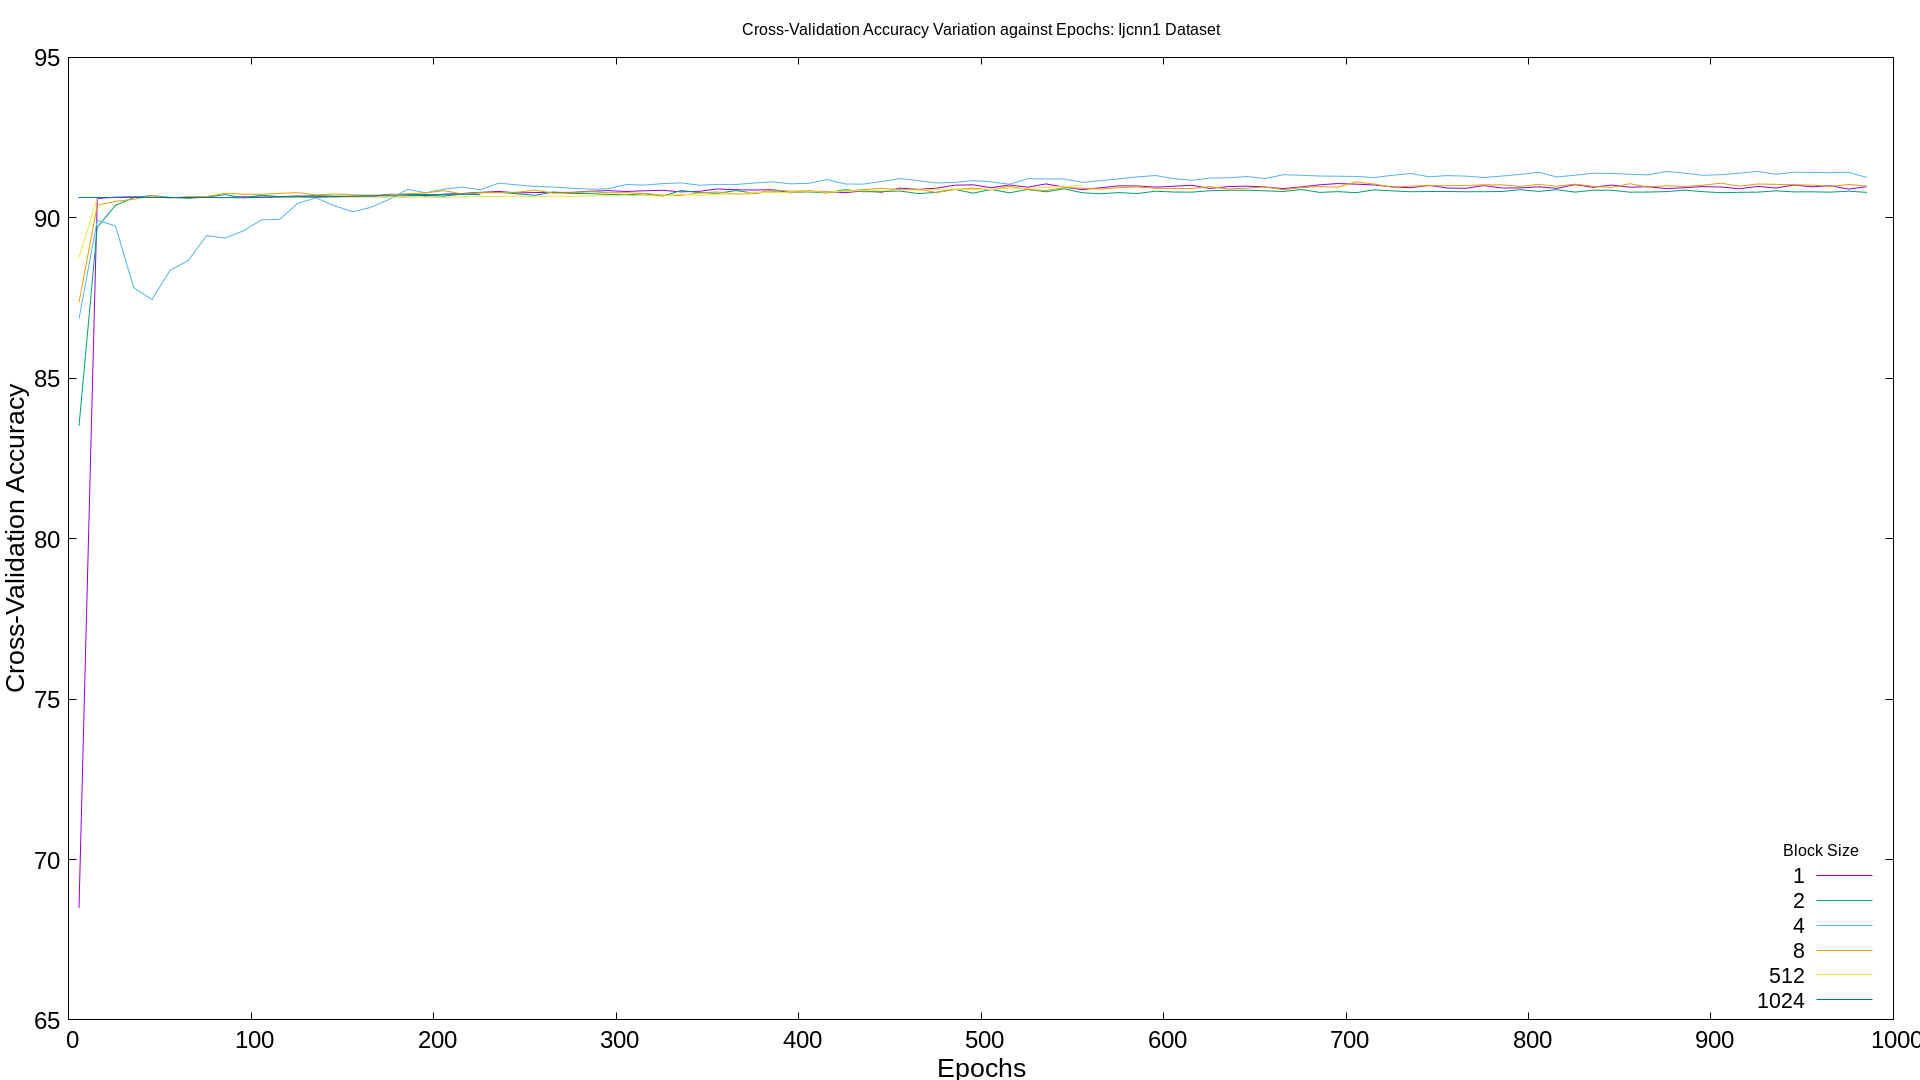 Cross-Validation Accuracy Variation against Epochs: Ijcnn1 Dataset
95
90
85
80
75
70
65
Cross-Validation Accuracy
Block Size
1
2
4
8
512
1024
0 100 200 300 400 500 600 700 800 900 1000
Epochs